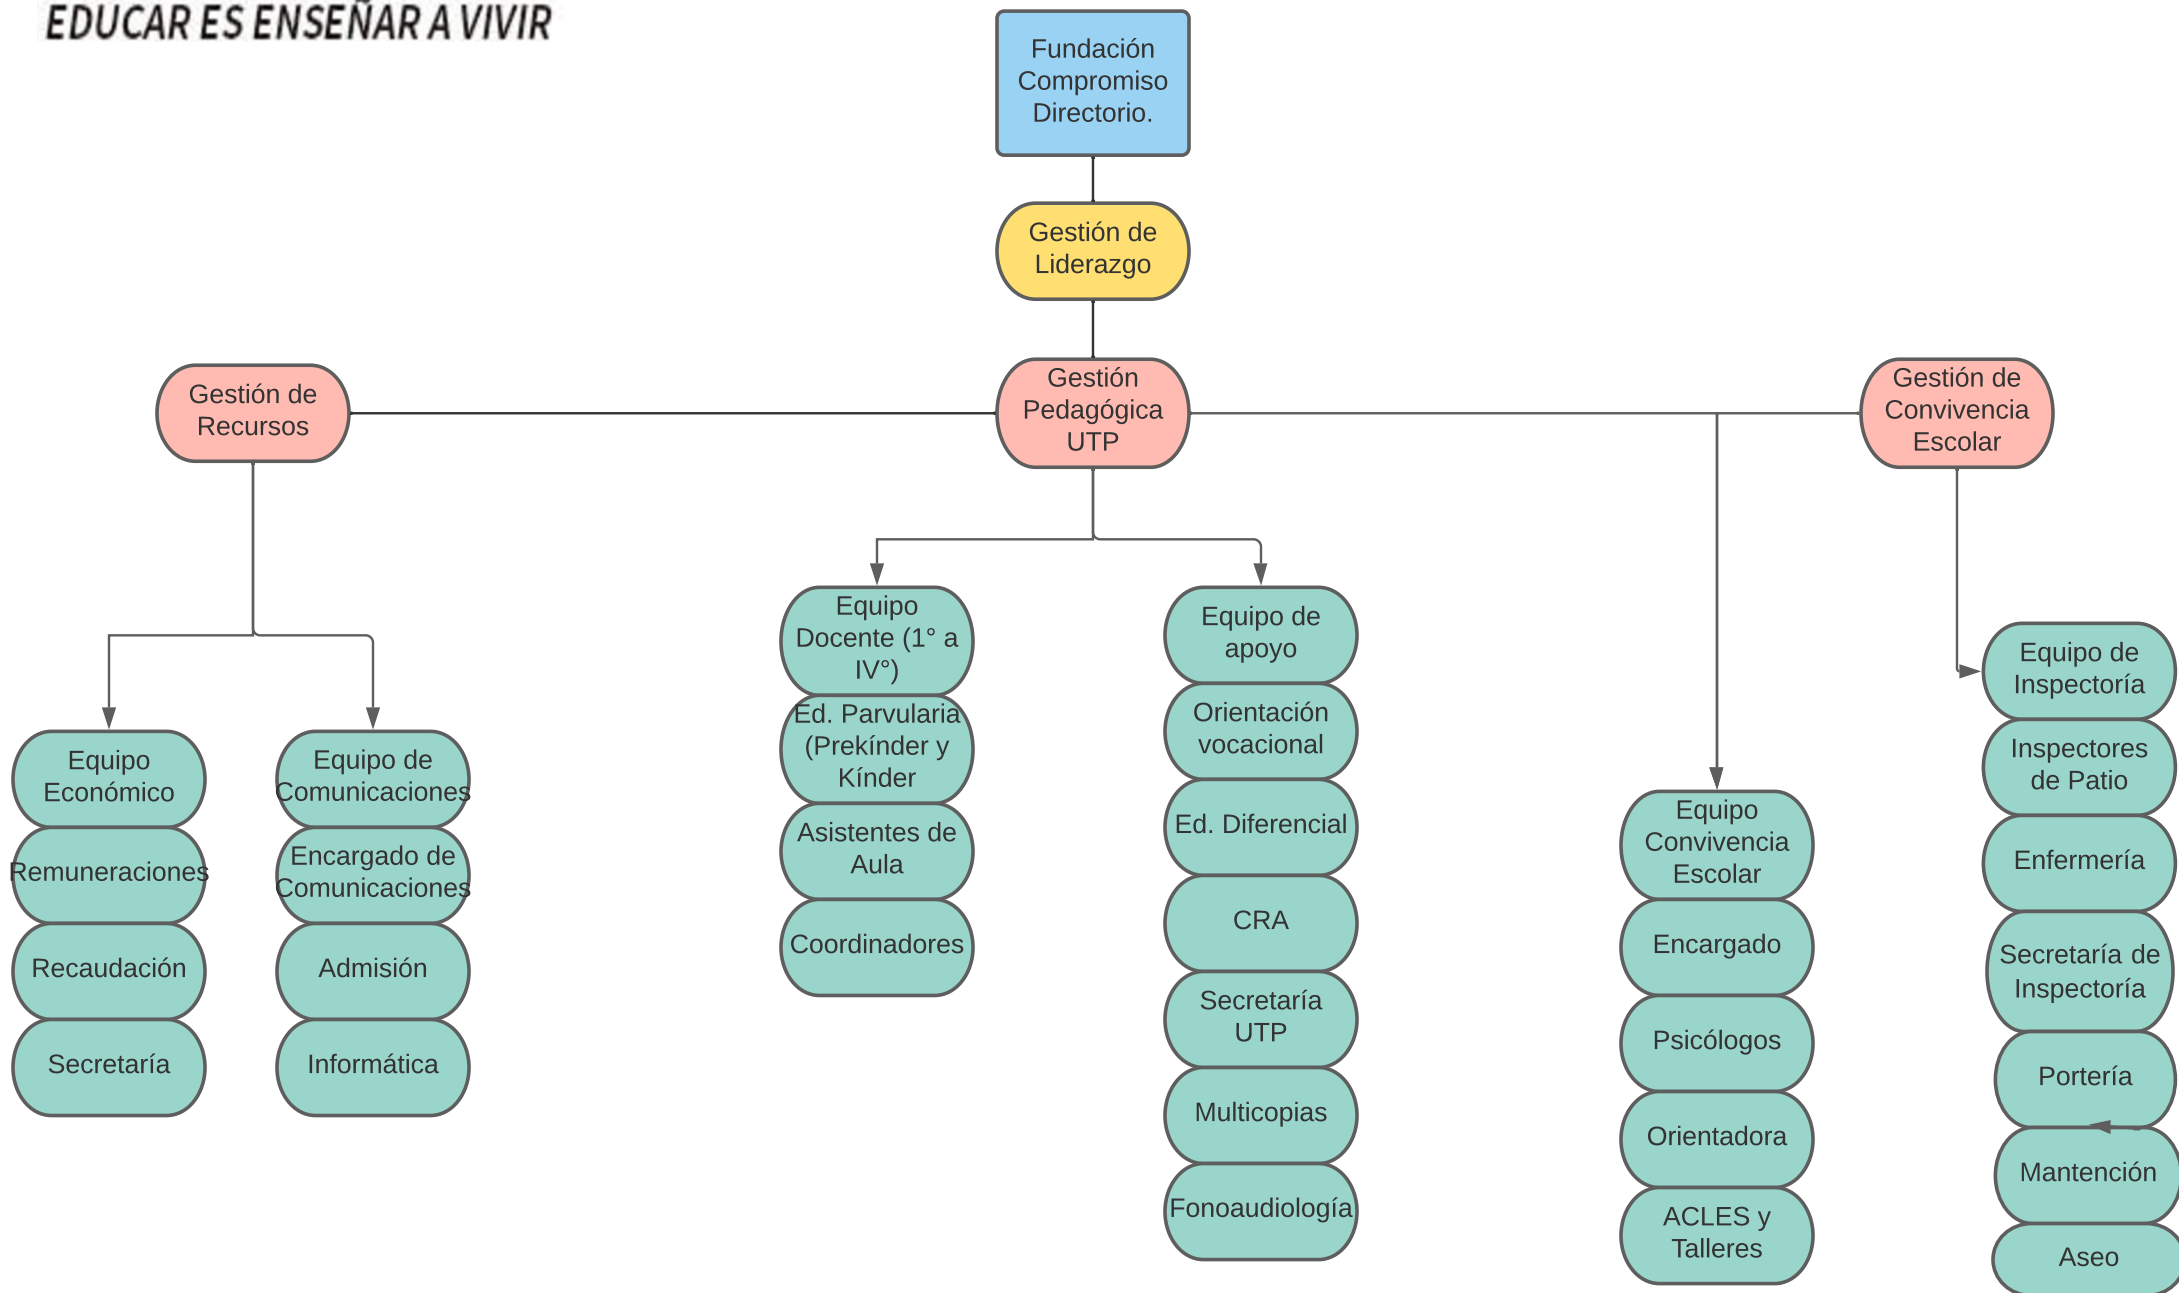 EDUCAR ES ENSEÑAR A VIVIR
Fundación
Compromiso
Directorio.
Gestión de
Liderazgo
Gestión de
Recursos
Gestión
Pedagógica
UTP
Gestión de
Convivencia
Escolar
Equipo
Económico
Remuneraciones
Recaudación
Secretaría
Equipo de
Comunicaciones
Encargado de
Comunicaciones
Admisión
Informática
Equipo
Docente (1° a
IV°)
Ed. Parvularia
(Prekínder y
Kínder
Asistentes de
Aula
Coordinadores
Equipo de
apoyo
Orientación
vocacional
Ed. Diferencial
CRA
Secretaría
UTP
Multicopias
Fonoaudiología
Equipo
Convivencia
Escolar
Encargado
Psicólogos
Orientadora
ACLES y
Talleres
Equipo de
Inspectoría
Inspectores
de Patio
Enfermería
Secretaría de
Inspectoría
Portería
Mantención
Aseo